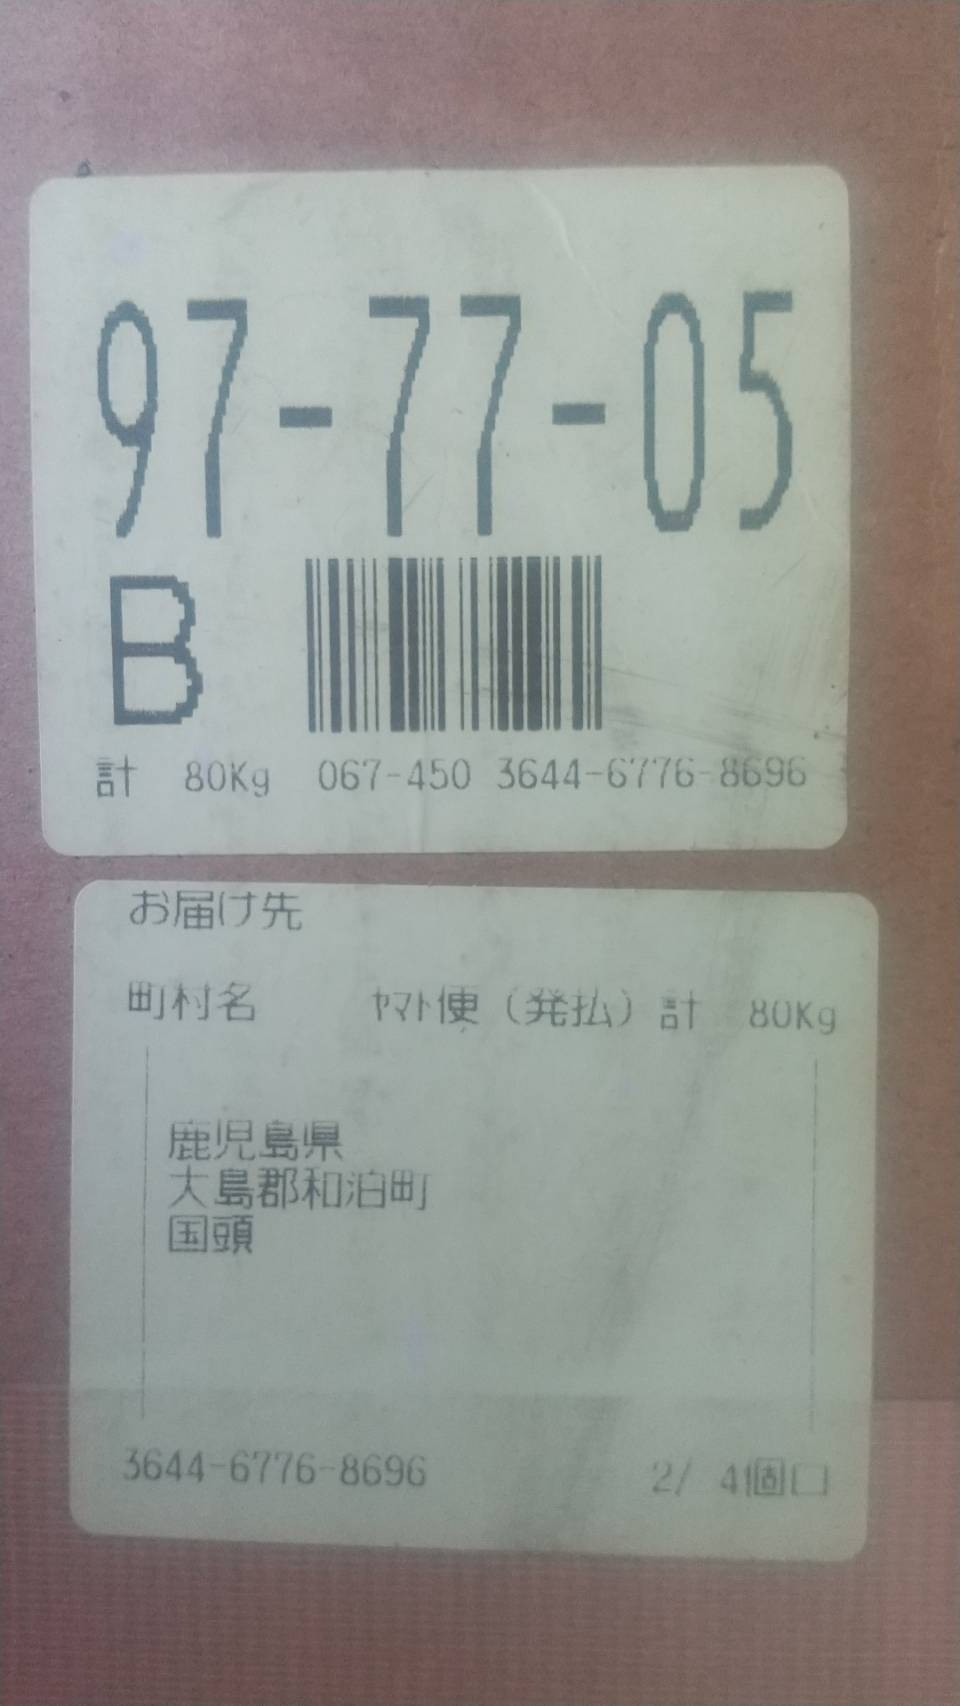 97-77-05
B
計 80Kg 067-450 3644-6776-8696
お届け先
町村名 ﾔﾏﾄ便（発払）計 80Kg
鹿児島県
大島郡和泊町
国頭
3644-6776-8696 2/ 4個口